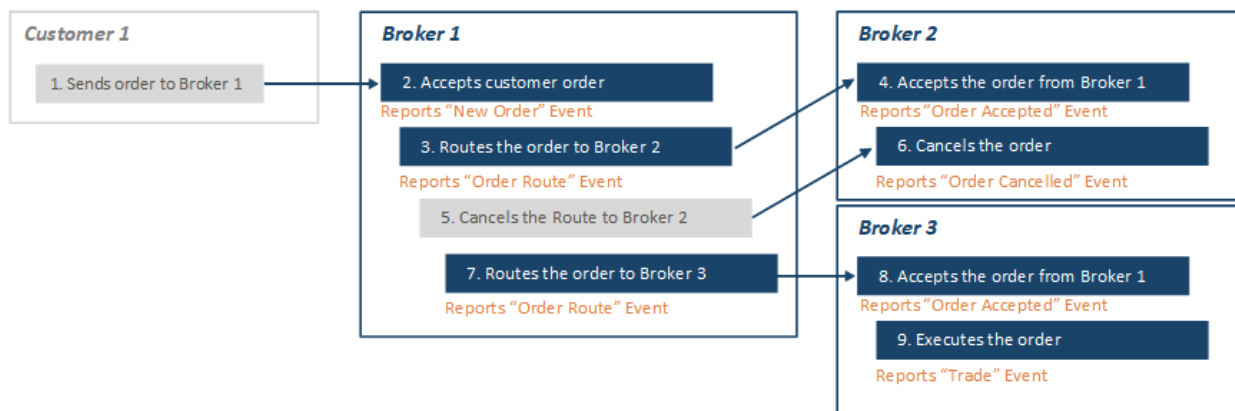 Customer 1
1. Sends order to Broker 1
Broker 1
2. Accepts customer order
Reports “New Order” Event
3. Routes the order to Broker 2
Reports “Order Route” Event
5. Cancels the Route to Broker 2
7. Routes the order to Broker 3
Reports “Order Route” Event
Broker 2
4. Accepts the order from Broker 1
Reports “Order Accepted” Event
6. Cancels the order
Reports “Order Cancelled” Event
Broker 3
8. Accepts the order from Broker 1
Reports “Order Accepted” Event
9. Executes the order
Reports “Trade” Event